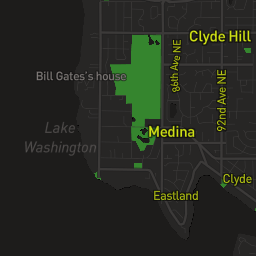 Clyde Hill
86th Ave NE
Bill Gates's house
92nd Ave NE
Lake
Washington
Medina
Clyde
Eastland